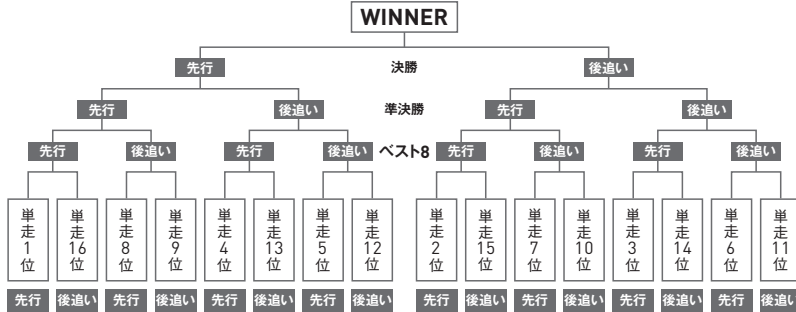 WINNER
先行 決勝 後追い
先行 後追い 準決勝 先行 後追い
先行 後追い 先行 後追い ベスト8 先行 後追い 先行 後追い
単走1位 単走16位 単走8位 単走9位 単走4位 単走13位 単走5位 単走12位 単走2位 単走15位 単走7位 単走10位 単走3位 単走14位 単走6位 単走11位
先行 後追い 先行 後追い 先行 後追い 先行 後追い 先行 後追い 先行 後追い 先行 後追い 先行 後追い